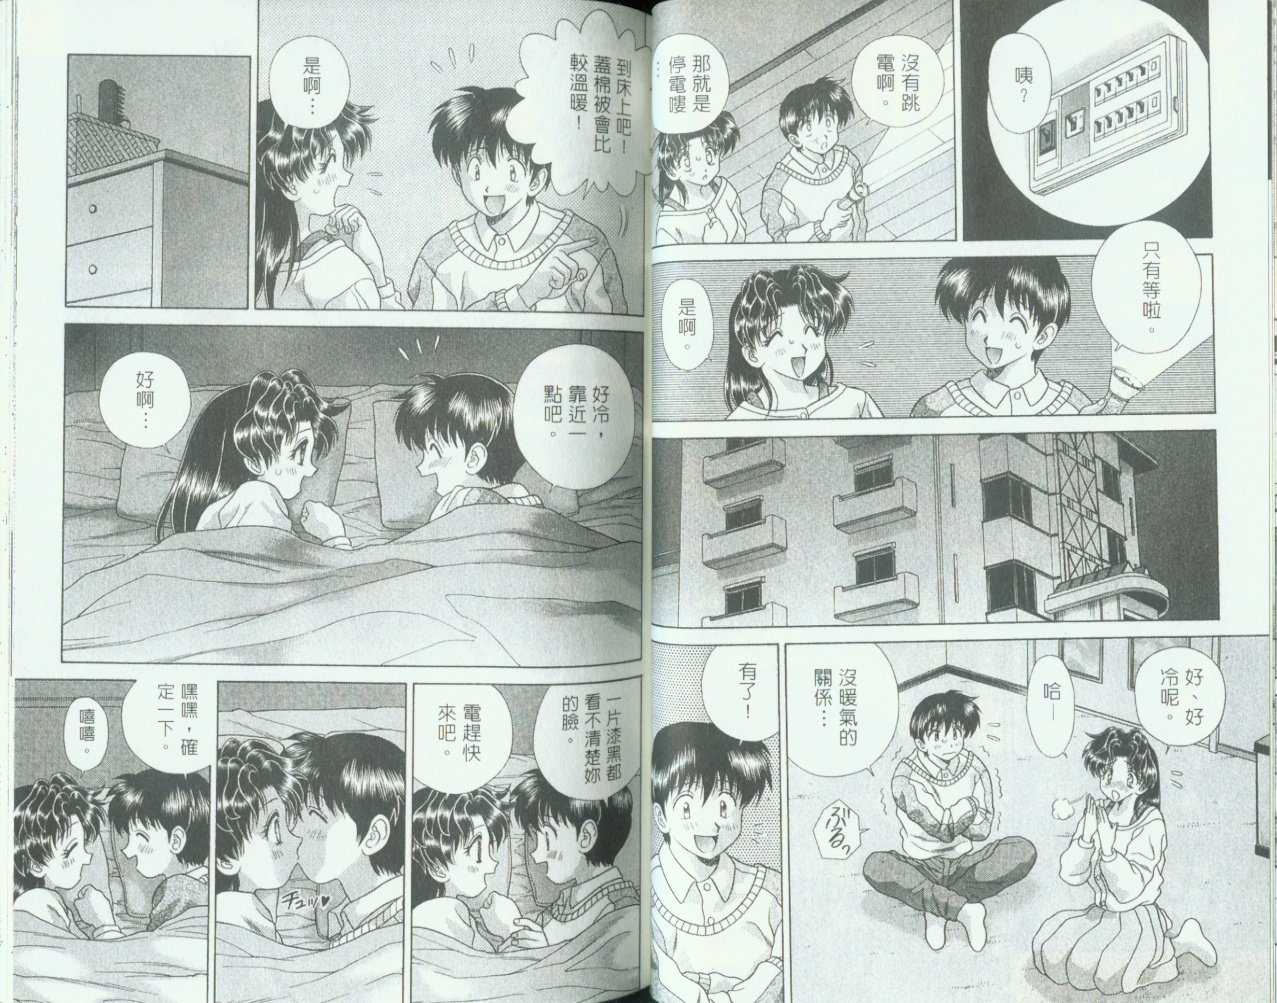 咦?
沒有跳
電啊。
那就是
停電嘍
…
只有等啦。
是啊。
好、好
冷呢。
哈—
沒暖氣的
關係…
ぶるっ
有了!
到床上吧!
蓋棉被會比
較溫暖!
是啊…
好冷,
靠近一
點吧。
好啊…
一片漆黑都
看不清楚妳
的臉。
電趕快
來吧。
チュッ♥
嘿嘿,確
定一下。
嘻嘻。